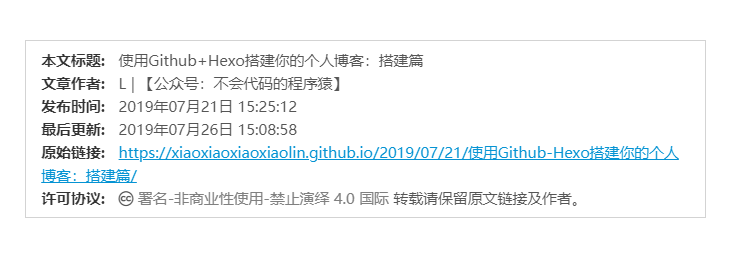 本文标题： 使用Github+Hexo搭建你的个人博客：搭建篇
文章作者： L | 【公众号：不会代码的程序猿】
发布时间： 2019年07月21日 15:25:12
最后更新： 2019年07月26日 15:08:58
原始链接： https://xiaoxiaoxiaoxiaolin.github.io/2019/07/21/使用Github-Hexo搭建你的个人
博客：搭建篇/
许可协议： 署名-非商业性使用-禁止演绎 4.0 国际 转载请保留原文链接及作者。